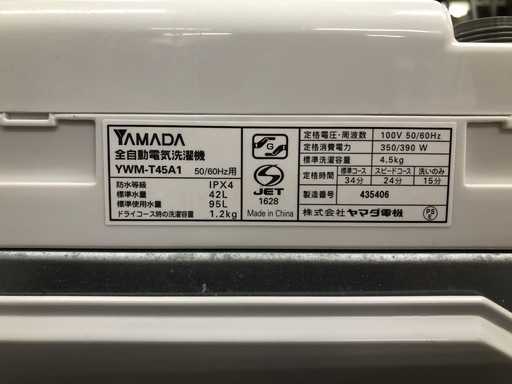 YAMADA
全自動電気洗濯機
YWM-T45A1 50/60Hz用
防水等級 IPX4
標準水量 42L
標準使用水量 95L
ドライコース時の洗濯容量 1.2kg
G
JET
1628
Made in China
定格電圧・周波数 100V 50/60Hz
定格消費電力 350/390 W
標準洗濯容量 4.5kg
定格時間 標準コース スピードコース 洗いのみ
34分 24分 15分
製造番号 435406
株式会社ヤマダ電機
PS
E